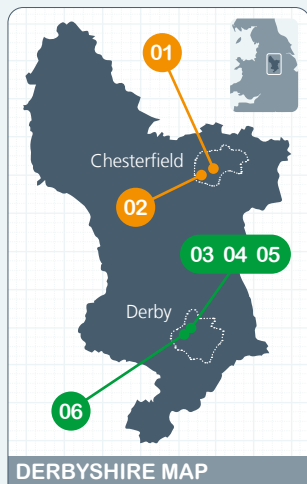 01
Chesterfield
02
03 04 05
Derby
06
DERBYSHIRE MAP